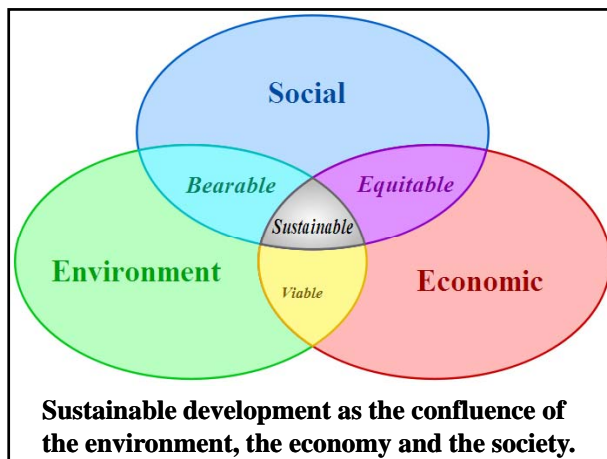 Social
Bearable
Equitable
Sustainable
Environment
Economic
Viable
Sustainable development as the confluence of
the environment, the economy and the society.